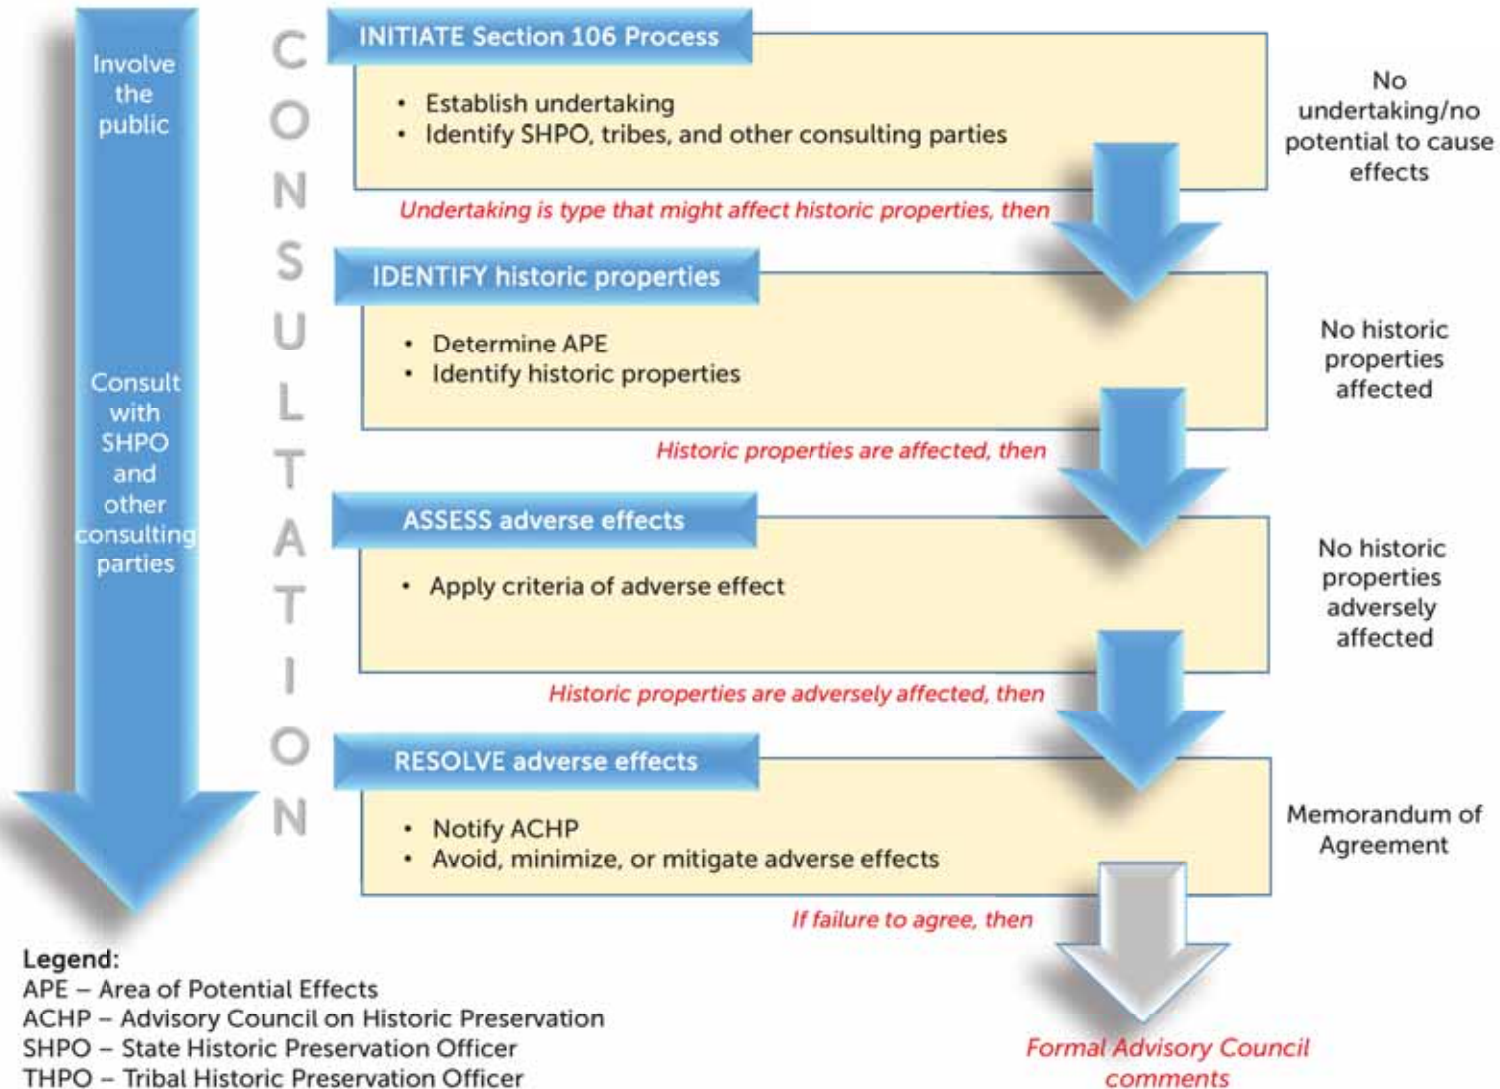 Involve
the
public
Consult
with
SHPO
and
other
consulting
parties
CONSULTATION
INITIATE Section 106 Process
• Establish undertaking
• Identify SHPO, tribes, and other consulting parties
No
undertaking/no
potential to cause
effects
Undertaking is type that might affect historic properties, then
IDENTIFY historic properties
• Determine APE
• Identify historic properties
No historic
properties
affected
Historic properties are affected, then
ASSESS adverse effects
• Apply criteria of adverse effect
No historic
properties
adversely
affected
Historic properties are adversely affected, then
RESOLVE adverse effects
• Notify ACHP
• Avoid, minimize, or mitigate adverse effects
Memorandum of
Agreement
If failure to agree, then
Formal Advisory Council
comments
Legend:
APE – Area of Potential Effects
ACHP – Advisory Council on Historic Preservation
SHPO – State Historic Preservation Officer
THPO – Tribal Historic Preservation Officer